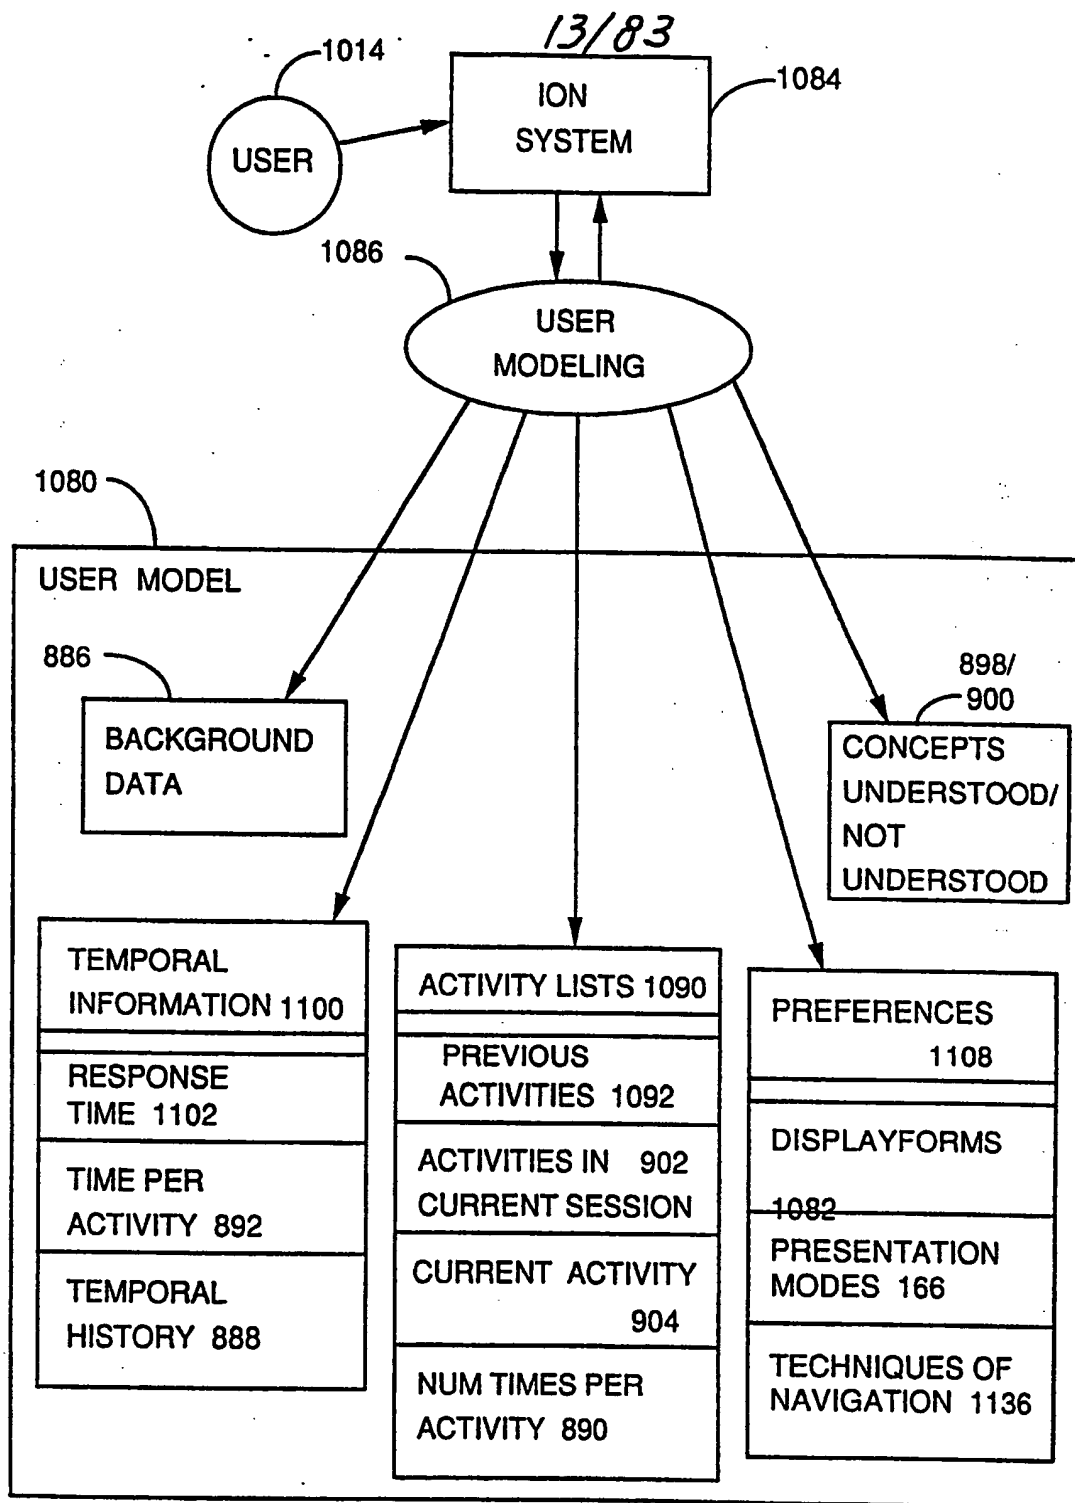 13/83
1014
ION
SYSTEM
1084
USER
1086
USER
MODELING
1080
USER MODEL
886
BACKGROUND
DATA
898/
900
CONCEPTS
UNDERSTOOD/
NOT
UNDERSTOOD
TEMPORAL
INFORMATION 1100
RESPONSE
TIME 1102
TIME PER
ACTIVITY 892
TEMPORAL
HISTORY 888
ACTIVITY LISTS 1090
PREVIOUS
ACTIVITIES 1092
ACTIVITIES IN 902
CURRENT SESSION
CURRENT ACTIVITY
904
NUM TIMES PER
ACTIVITY 890
PREFERENCES
1108
DISPLAYFORMS
1082
PRESENTATION
MODES 166
TECHNIQUES OF
NAVIGATION 1136